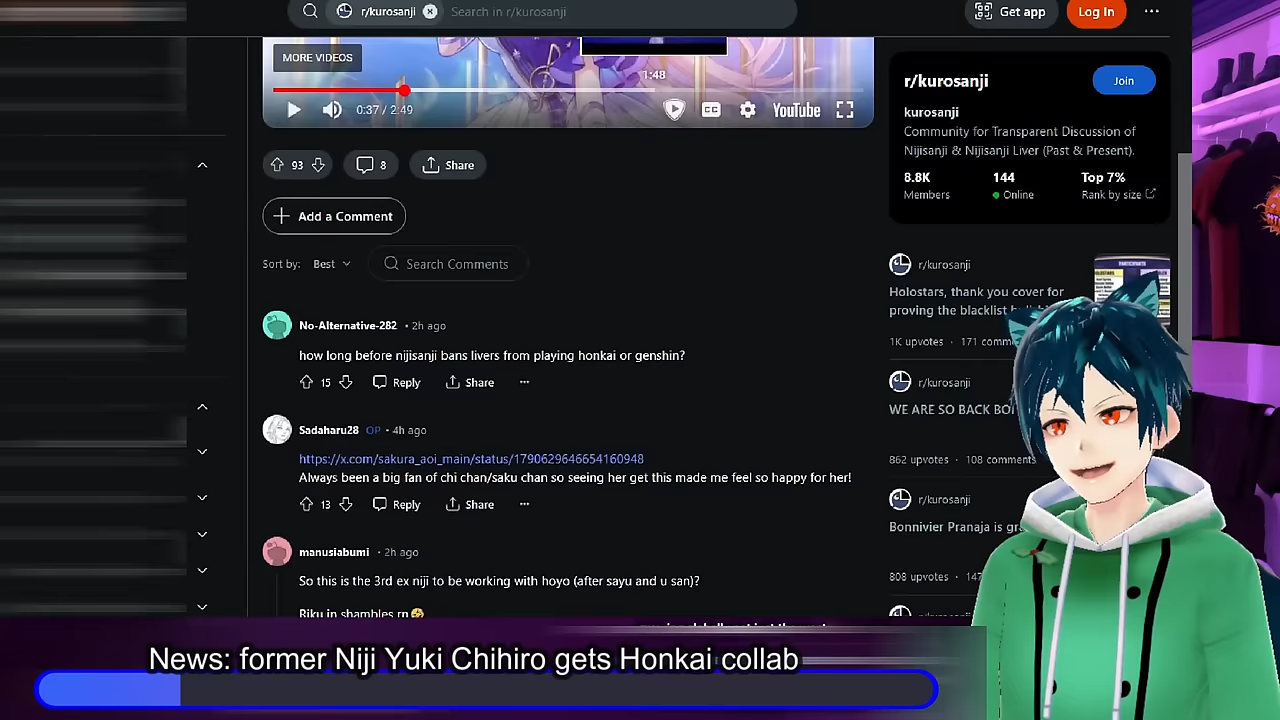 r/kurosanji
Search in r/kurosanji
Get app
Log In
MORE VIDEOS
1:48
0:37 / 2:49
CC
YouTube
93
8
Share
Add a Comment
Sort by: Best
Search Comments
No-Alternative-282 • 2h ago
how long before nijisanji bans livers from playing honkai or genshin?
15
Reply
Share
Sadaharu28 OP • 4h ago
https://x.com/sakura_aoi_main/status/1790629646654160948
Always been a big fan of chi chan/saku chan so seeing her get this made me feel so happy for her!
13
Reply
Share
manusiabumi • 2h ago
So this is the 3rd ex niji to be working with hoyo (after sayu and u san)?
Riku in shambles rn🤣
r/kurosanji
Join
kurosanji
Community for Transparent Discussion of
Nijisanji & Nijisanji Liver (Past & Present).
8.8K
144
Top 7%
Members
Online
Rank by size
r/kurosanji
Holostars, thank you cover for
proving the blacklist
1K upvotes · 171
r/kurosanji
WE ARE SO BACK
862 upvotes · 108 comments
r/kurosanji
Bonnivier Pranaja is
808 upvotes
News: former Niji Yuki Chihiro gets Honkai collab